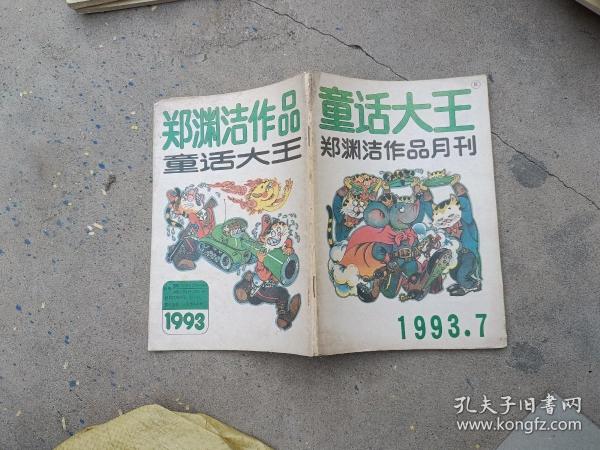 郑渊洁作品
童话大王
1993
童话大王
郑渊洁作品月刊
1993.7
孔夫子旧书网
www.kongfz.com